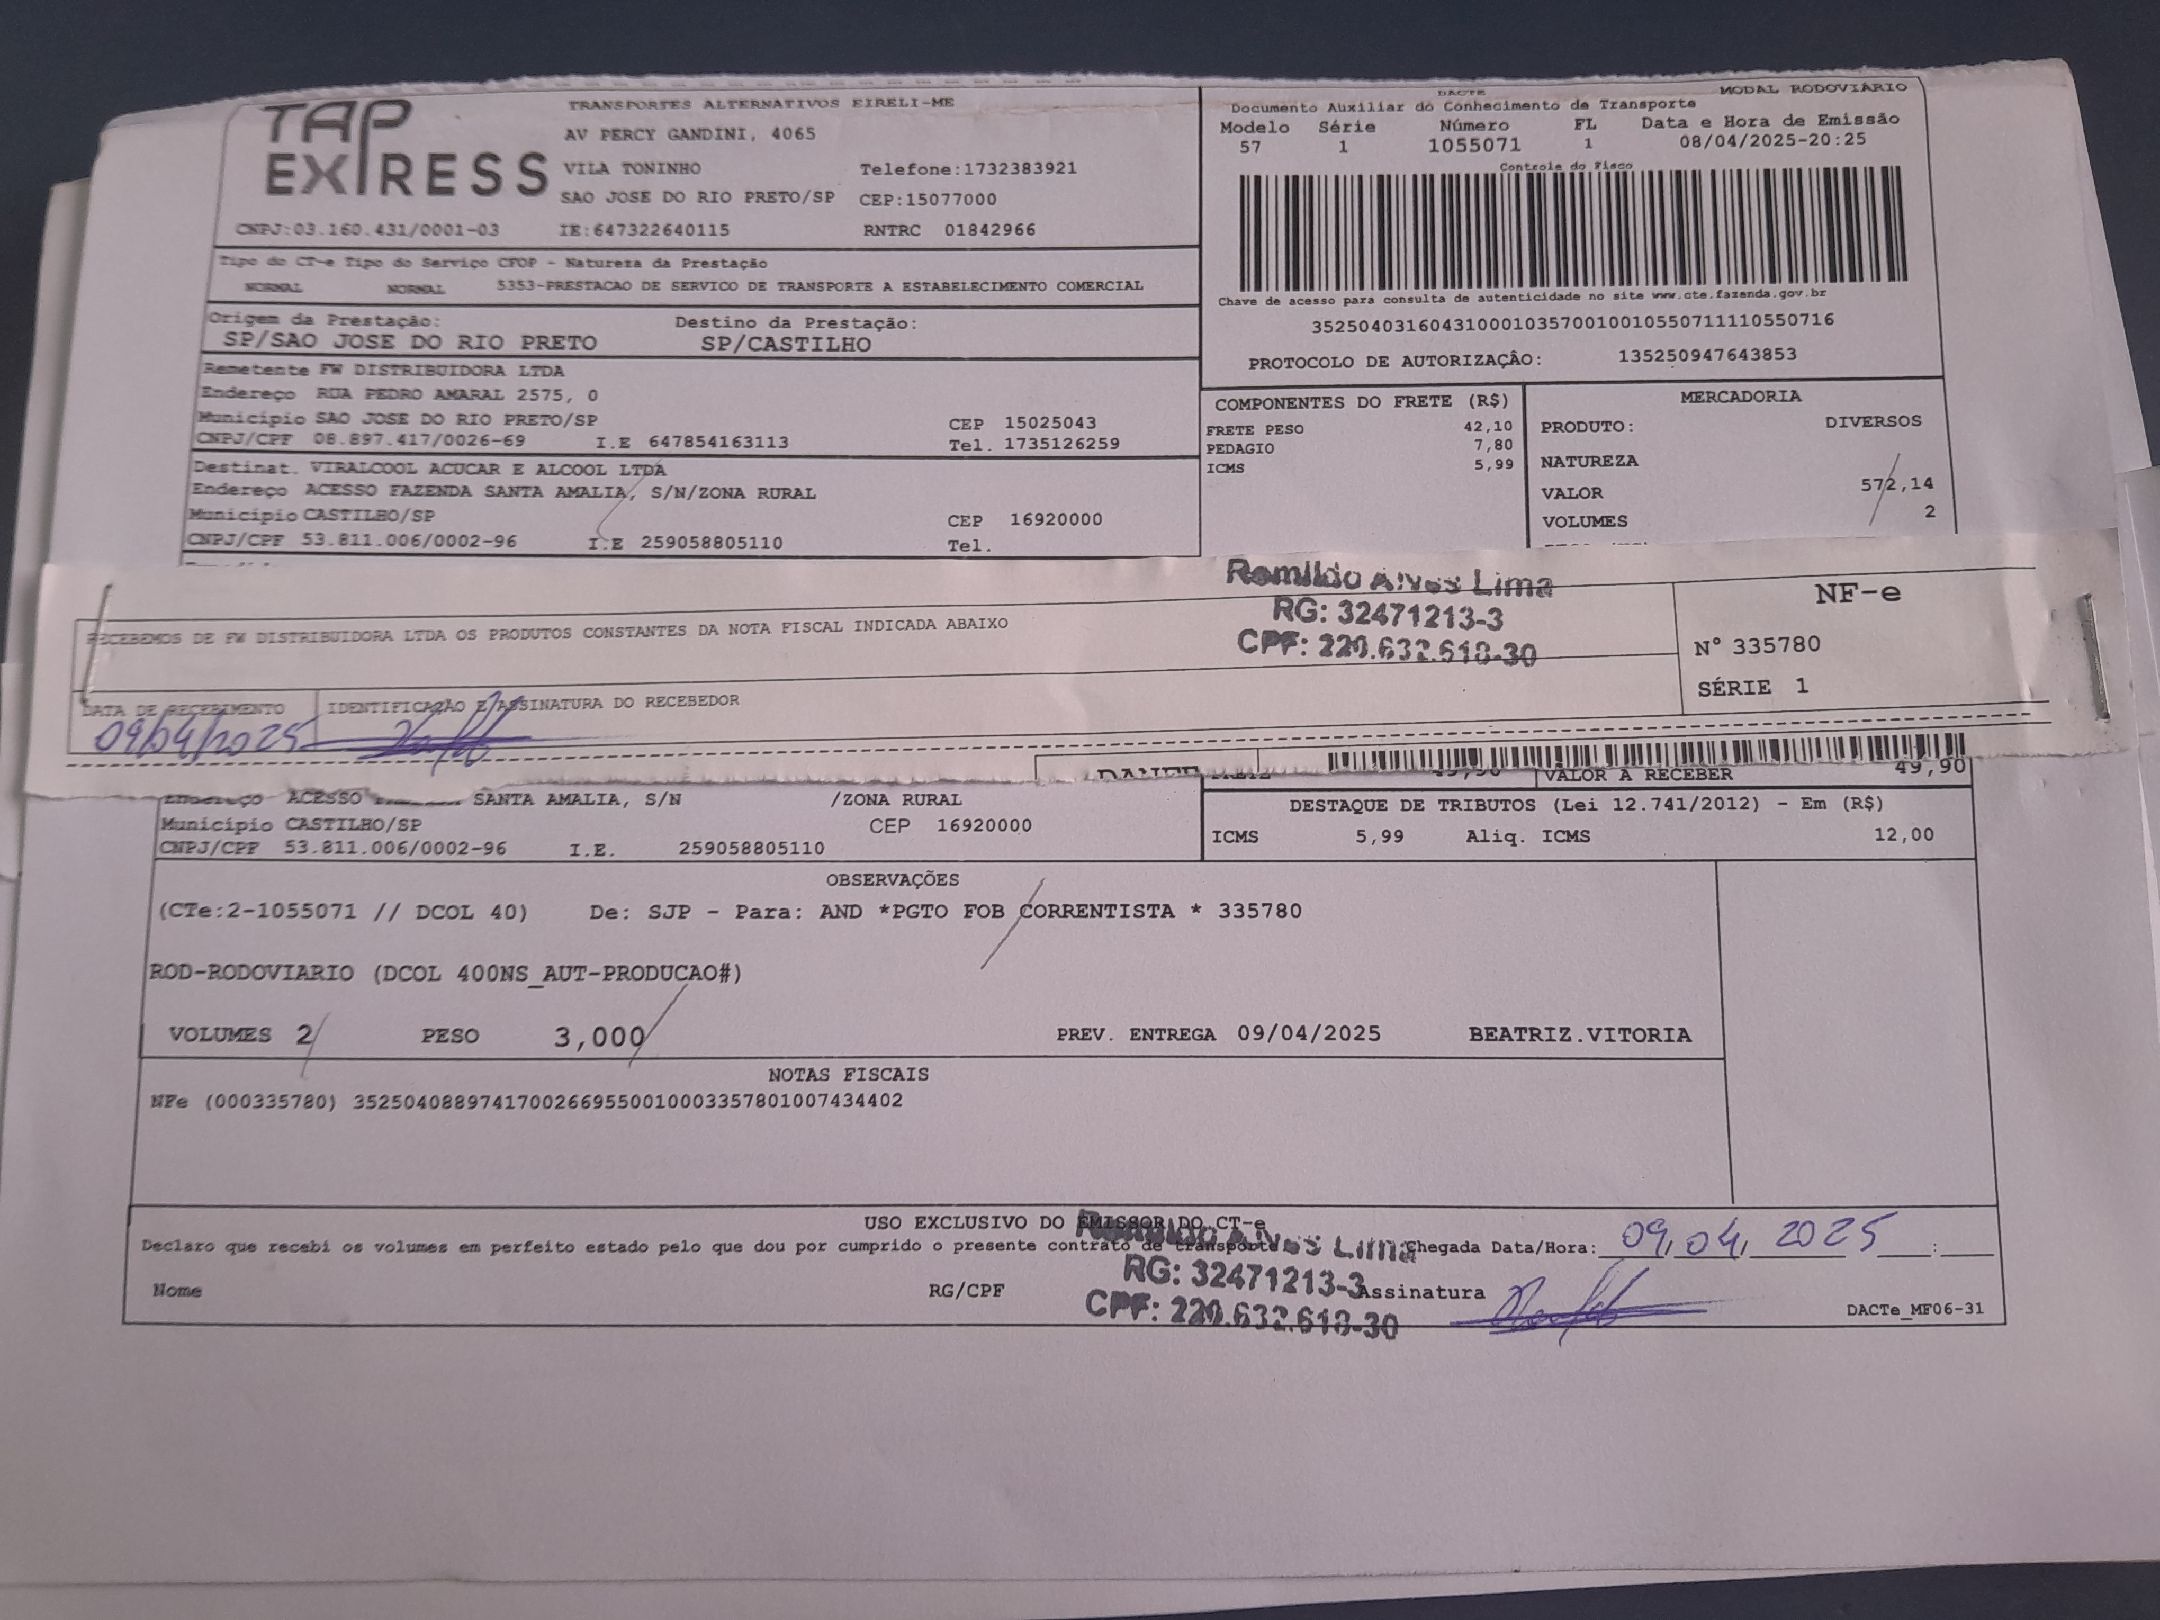 TAP EXPRESS
TRANSPORTES ALTERNATIVOS EIRELI-ME
AV PERCY GANDINI, 4065
VILA TONINHO Telefone:1732383921
SAO JOSE DO RIO PRETO/SP CEP:15077000
CNPJ:03.160.431/0001-03 IE:647322640115 RNTRC 01842966
DACTE MODAL RODOVIÁRIO
Documento Auxiliar do Conhecimento de Transporte
Modelo Série Número FL Data e Hora de Emissão
57 1 1055071 1 08/04/2025-20:25
Controle do Fisco
Chave de acesso para consulta de autenticidade no site www.cte.fazenda.gov.br
35250403160431000103570010010550711110550716
PROTOCOLO DE AUTORIZAÇÂO: 135250947643853
Tipo do CT-e Tipo do Serviço CFOP - Natureza da Prestação
NORMAL NORMAL 5353-PRESTACAO DE SERVICO DE TRANSPORTE A ESTABELECIMENTO COMERCIAL
Origem da Prestação: Destino da Prestação:
SP/SAO JOSE DO RIO PRETO SP/CASTILHO
Remetente FW DISTRIBUIDORA LTDA
Endereço RUA PEDRO AMARAL 2575, 0
Município SAO JOSE DO RIO PRETO/SP CEP 15025043
CNPJ/CPF 08.897.417/0026-69 I.E 647854163113 Tel. 1735126259
Destinat. VIRALCOOL ACUCAR E ALCOOL LTDA
Endereço ACESSO FAZENDA SANTA AMALIA, S/N/ZONA RURAL
Município CASTILHO/SP CEP 16920000
CNPJ/CPF 53.811.006/0002-96 I.E 259058805110 Tel.
COMPONENTES DO FRETE (R$)
FRETE PESO 42,10
PEDAGIO 7,80
ICMS 5,99
MERCADORIA
PRODUTO: DIVERSOS
NATUREZA
VALOR 572,14
VOLUMES 2
Romildo Alves Lima
RG: 32471213-3
CPF: 220.632.618-30
RECEBEMOS DE FW DISTRIBUIDORA LTDA OS PRODUTOS CONSTANTES DA NOTA FISCAL INDICADA ABAIXO
NF-e
N° 335780
SÉRIE 1
DATA DE RECEBIMENTO IDENTIFICAÇÃO E ASSINATURA DO RECEBEDOR
09/04/2025
DANFE
VALOR A RECEBER 49,90
Endereço ACESSO SANTA AMALIA, S/N /ZONA RURAL
Município CASTILHO/SP CEP 16920000
CNPJ/CPF 53.811.006/0002-96 I.E. 259058805110
DESTAQUE DE TRIBUTOS (Lei 12.741/2012) - Em (R$)
ICMS 5,99 Aliq. ICMS 12,00
OBSERVAÇÕES
(CTe:2-1055071 // DCOL 40) De: SJP - Para: AND *PGTO FOB CORRENTISTA * 335780
ROD-RODOVIARIO (DCOL 400NS_AUT-PRODUCAO#)
VOLUMES 2 PESO 3,000 PREV. ENTREGA 09/04/2025 BEATRIZ.VITORIA
NOTAS FISCAIS
NFe (000335780) 35250408897417002669550010003357801007434402
USO EXCLUSIVO DO EMISSOR DO CT-e
Declaro que recebi os volumes em perfeito estado pelo que dou por cumprido o presente contrato de transporte Chegada Data/Hora: 09, 04, 2025 :
Nome RG/CPF Assinatura
Romildo Alves Lima
RG: 32471213-3
CPF: 220.632.618-30
DACTe_MF06-31